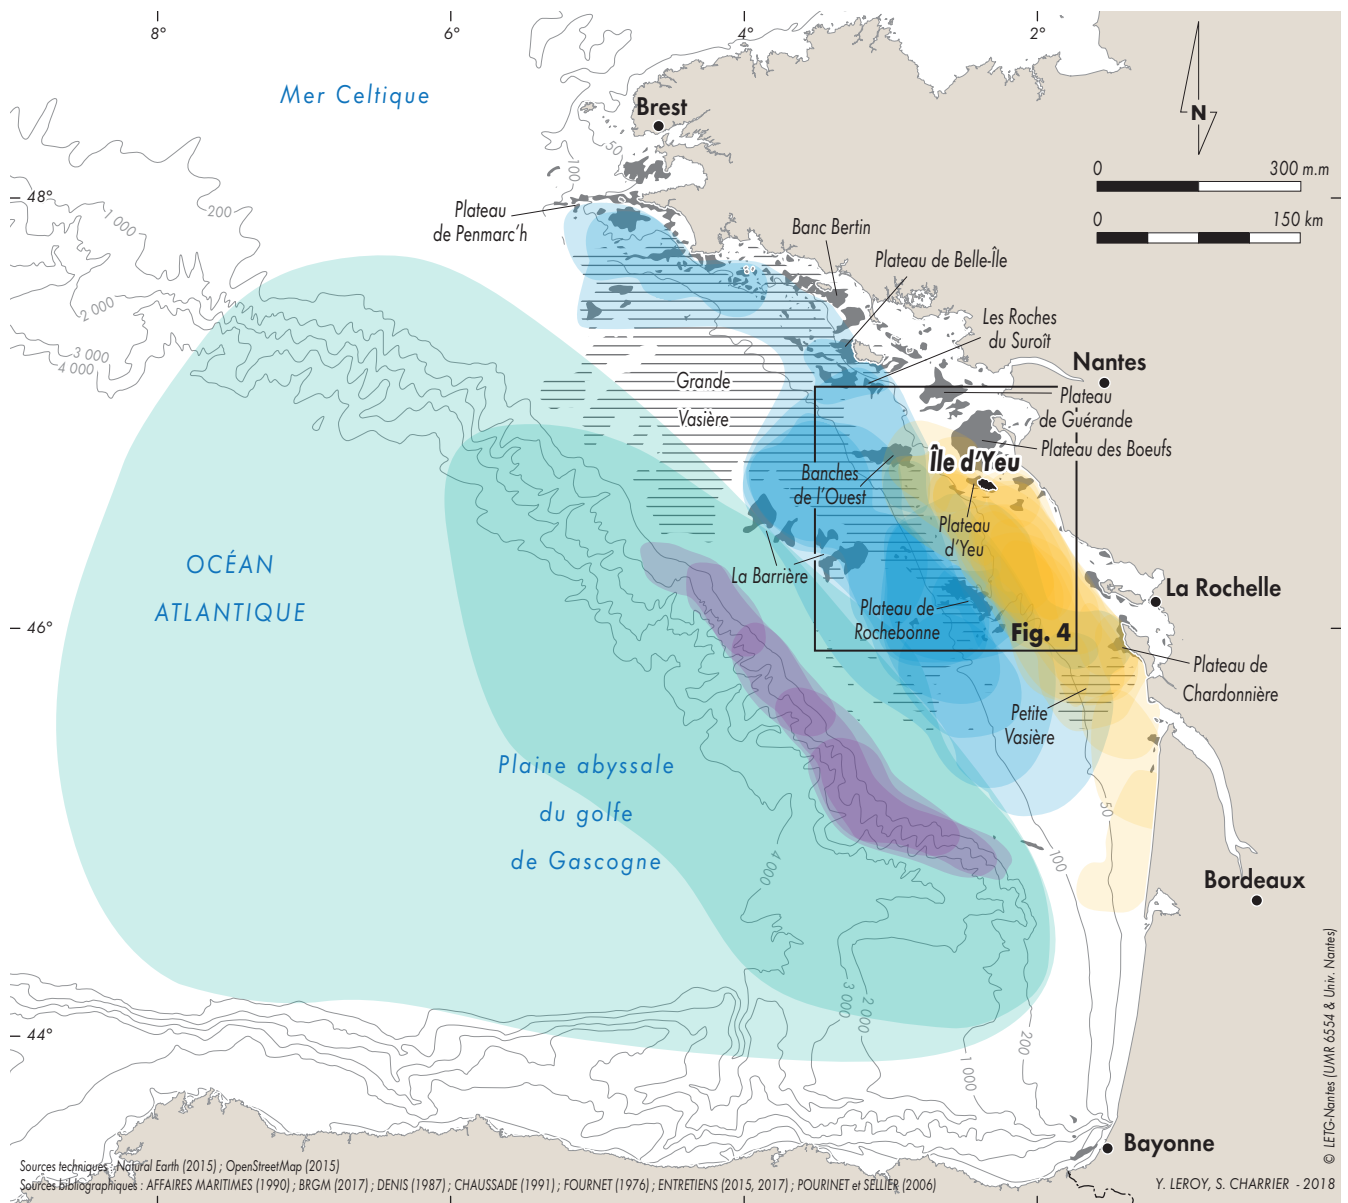 8°
6°
4°
2°
Mer Celtique
Brest
N
0
300 m.m
0
150 km
48°
50
100
200
1 000
2 000
3 000
4 000
Plateau
de Penmarc'h
Banc Bertin
Plateau de Belle-Île
Les Roches
du Suroît
Nantes
Grande
Vasière
Plateau
de Guérande
Plateau des Boeufs
Île d'Yeu
Banches
de l'Ouest
Plateau
d'Yeu
La Barrière
OCÉAN
ATLANTIQUE
La Rochelle
Plateau de
Rochebonne
Fig. 4
46°
Plateau de
Chardonnière
Petite
Vasière
Plaine abyssale
du golfe
de Gascogne
50
100
4 000
Bordeaux
3 000
2 000
200
1 000
44°
Bayonne
© LETG-Nantes (UMR 6554 & Univ. Nantes)
Sources techniques : Natural Earth (2015) ; OpenStreetMap (2015)
Sources bibliographiques : AFFAIRES MARITIMES (1990) ; BRGM (2017) ; DENIS (1987) ; CHAUSSADE (1991) ; FOURNET (1976) ; ENTRETIENS (2015, 2017) ; POURINET et SELLIER (2006)
Y. LEROY, S. CHARRIER - 2018